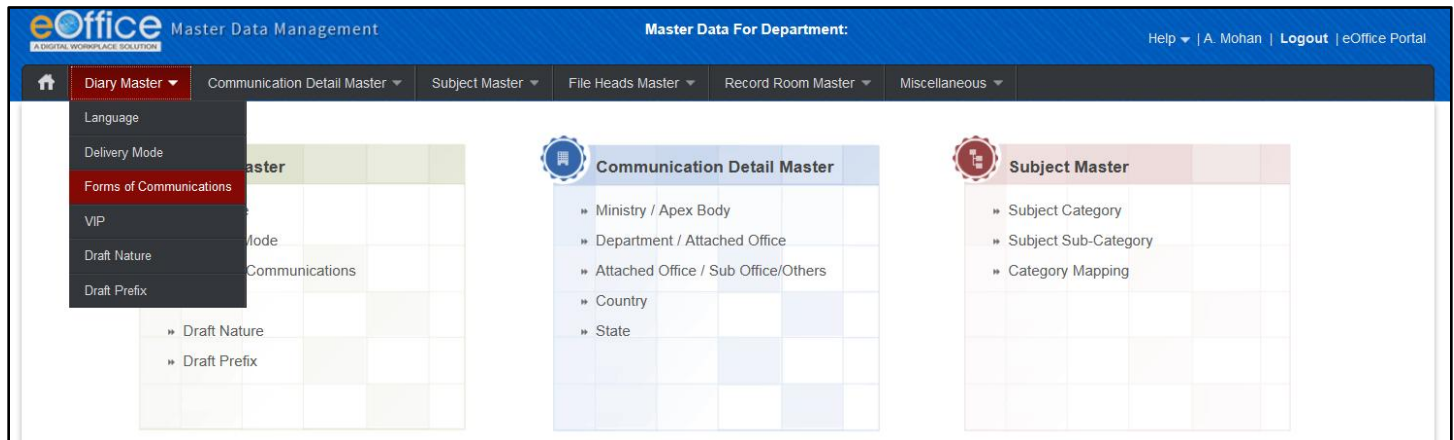 eOffice Master Data Management
A DIGITAL WORKPLACE SOLUTION
Master Data For Department:
Help | A. Mohan | Logout | eOffice Portal
Diary Master Communication Detail Master Subject Master File Heads Master Record Room Master Miscellaneous
Language
Delivery Mode
Forms of Communications
VIP
Draft Nature
Draft Prefix
aster
Mode
Communications
» Draft Nature
» Draft Prefix
Communication Detail Master
» Ministry / Apex Body
» Department / Attached Office
» Attached Office / Sub Office/Others
» Country
» State
Subject Master
» Subject Category
» Subject Sub-Category
» Category Mapping